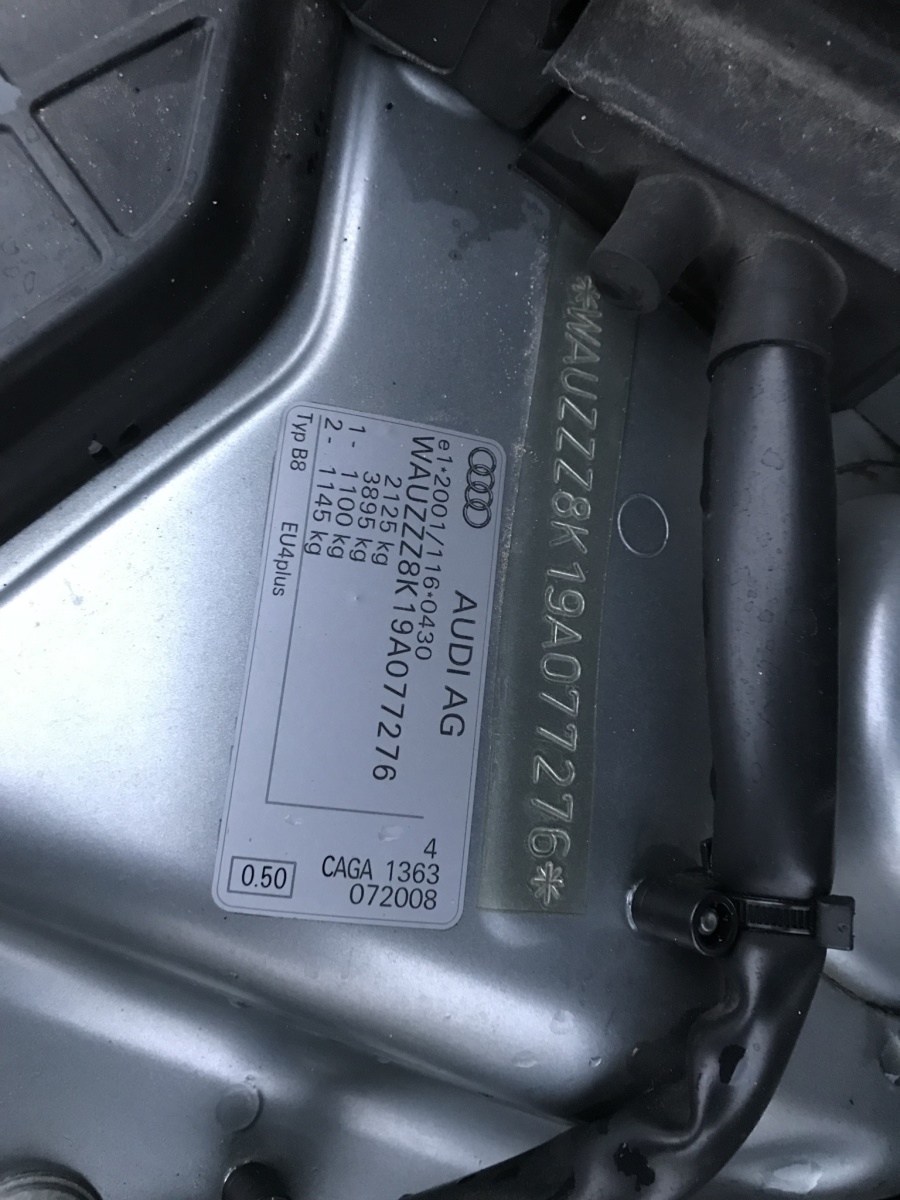 *WAUZZZ8K19A077276*
AUDI AG
e1*2001/116*0430
WAUZZZ8K19A077276
2125 kg
3895 kg
1 - 1100 kg
2 - 1145 kg
Typ B8 EU4plus
4
CAGA 1363
072008
0.50